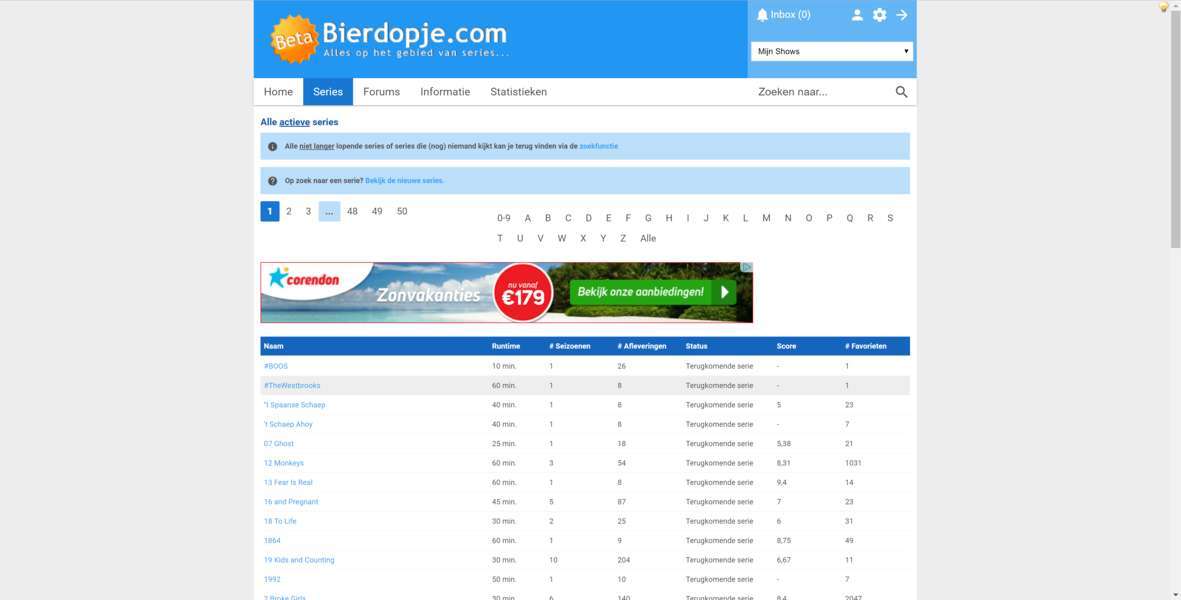 Beta
Bierdopje.com
Alles op het gebied van series...
Inbox (0)
Mijn Shows
Home Series Forums Informatie Statistieken
Zoeken naar...
Alle actieve series
Alle niet langer lopende series of series die (nog) niemand kijkt kan je terug vinden via de zoekfunctie
Op zoek naar een serie? Bekijk de nieuwe series.
1 2 3 ... 48 49 50
0-9 A B C D E F G H I J K L M N O P Q R S
T U V W X Y Z Alle
corendon
Zonvakanties
nu vanaf
€179
Bekijk onze aanbiedingen!
Naam Runtime # Seizoenen # Afleveringen Status Score # Favorieten
#BOOS 10 min. 1 26 Terugkomende serie - 1
#TheWestbrooks 60 min. 1 8 Terugkomende serie - 1
't Spaanse Schaep 40 min. 1 8 Terugkomende serie 5 23
't Schaep Ahoy 40 min. 1 8 Terugkomende serie - 7
07 Ghost 25 min. 1 18 Terugkomende serie 5,38 21
12 Monkeys 60 min. 3 54 Terugkomende serie 8,31 1031
13 Fear Is Real 60 min. 1 8 Terugkomende serie 9,4 14
16 and Pregnant 45 min. 5 87 Terugkomende serie 7 23
18 To Life 30 min. 2 25 Terugkomende serie 6 31
1864 60 min. 1 9 Terugkomende serie 8,75 49
19 Kids and Counting 30 min. 10 204 Terugkomende serie 6,67 11
1992 50 min. 1 10 Terugkomende serie - 7
2 Broke Girls 30 min. 6 140 Terugkomende serie 8,4 2047